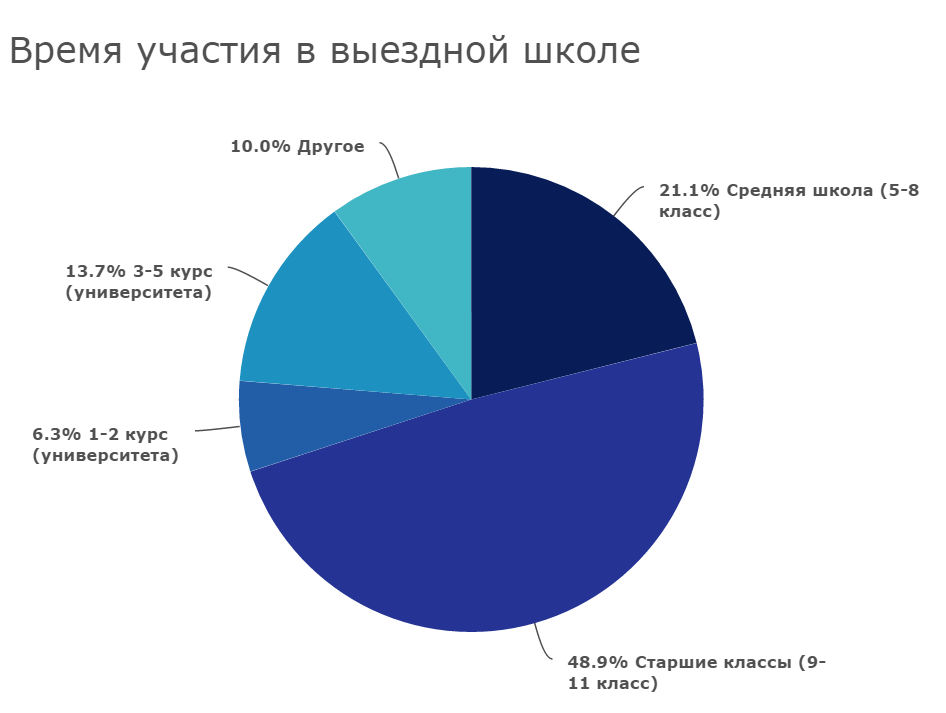 Время участия в выездной школе
10.0% Другое
21.1% Средняя школа (5-8
класс)
13.7% 3-5 курс
(университета)
6.3% 1-2 курс
(университета)
48.9% Старшие классы (9-
11 класс)